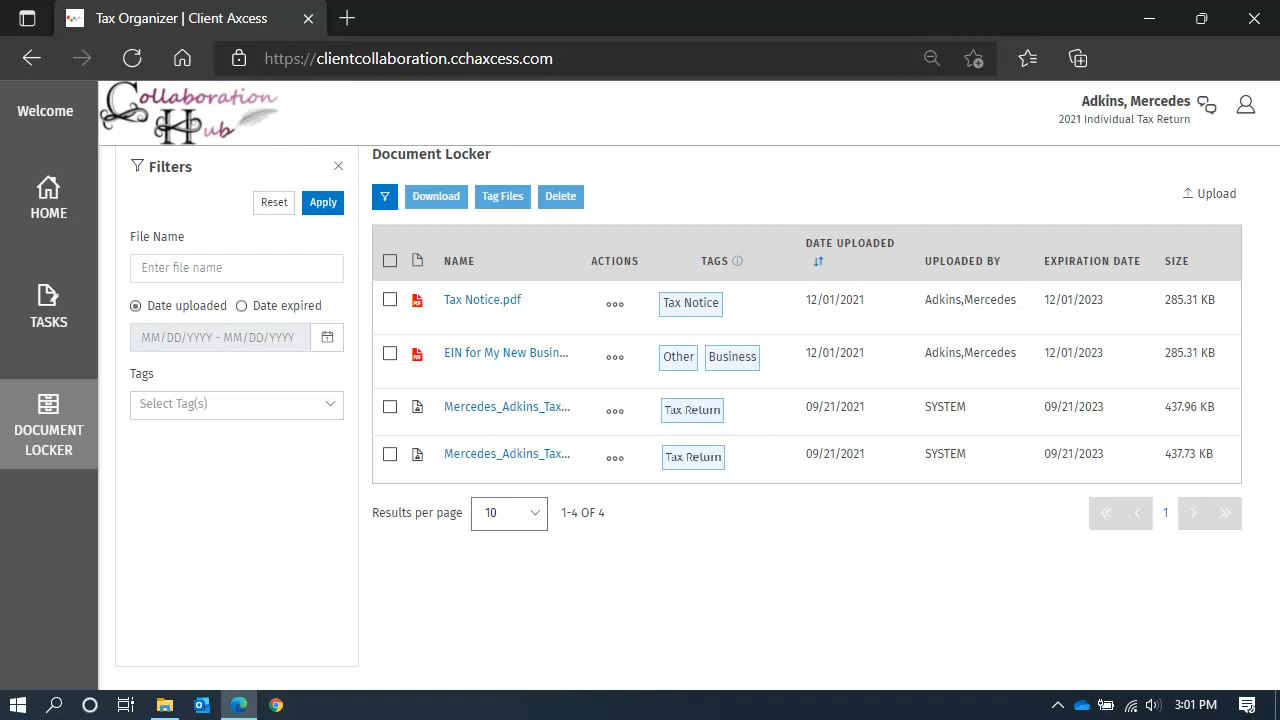 Tax Organizer | Client Axcess
https://clientcollaboration.cchaxcess.com
Welcome
Collaboration
Hub
Adkins, Mercedes
2021 Individual Tax Return
HOME
TASKS
DOCUMENT
LOCKER
Filters
Reset
Apply
File Name
Enter file name
Date uploaded
Date expired
MM/DD/YYYY - MM/DD/YYYY
Tags
Select Tag(s)
Document Locker
Download
Tag Files
Delete
Upload
NAME ACTIONS TAGS DATE UPLOADED UPLOADED BY EXPIRATION DATE SIZE
Tax Notice.pdf Tax Notice 12/01/2021 Adkins,Mercedes 12/01/2023 285.31 KB
EIN for My New Busin... Other Business 12/01/2021 Adkins,Mercedes 12/01/2023 285.31 KB
Mercedes_Adkins_Tax... Tax Return 09/21/2021 SYSTEM 09/21/2023 437.96 KB
Mercedes_Adkins_Tax... Tax Return 09/21/2021 SYSTEM 09/21/2023 437.73 KB
Results per page 10 1-4 OF 4
1
3:01 PM